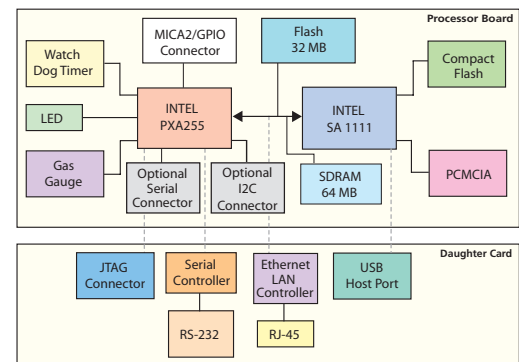 Processor Board
MICA2/GPIO
Connector
Flash
32 MB
Watch
Dog Timer
Compact
Flash
LED
INTEL
PXA255
INTEL
SA 1111
Gas
Gauge
Optional
Serial
Connector
Optional
I2C
Connector
SDRAM
64 MB
PCMCIA
Daughter Card
JTAG
Connector
Serial
Controller
Ethernet
LAN
Controller
USB
Host Port
RS-232
RJ-45